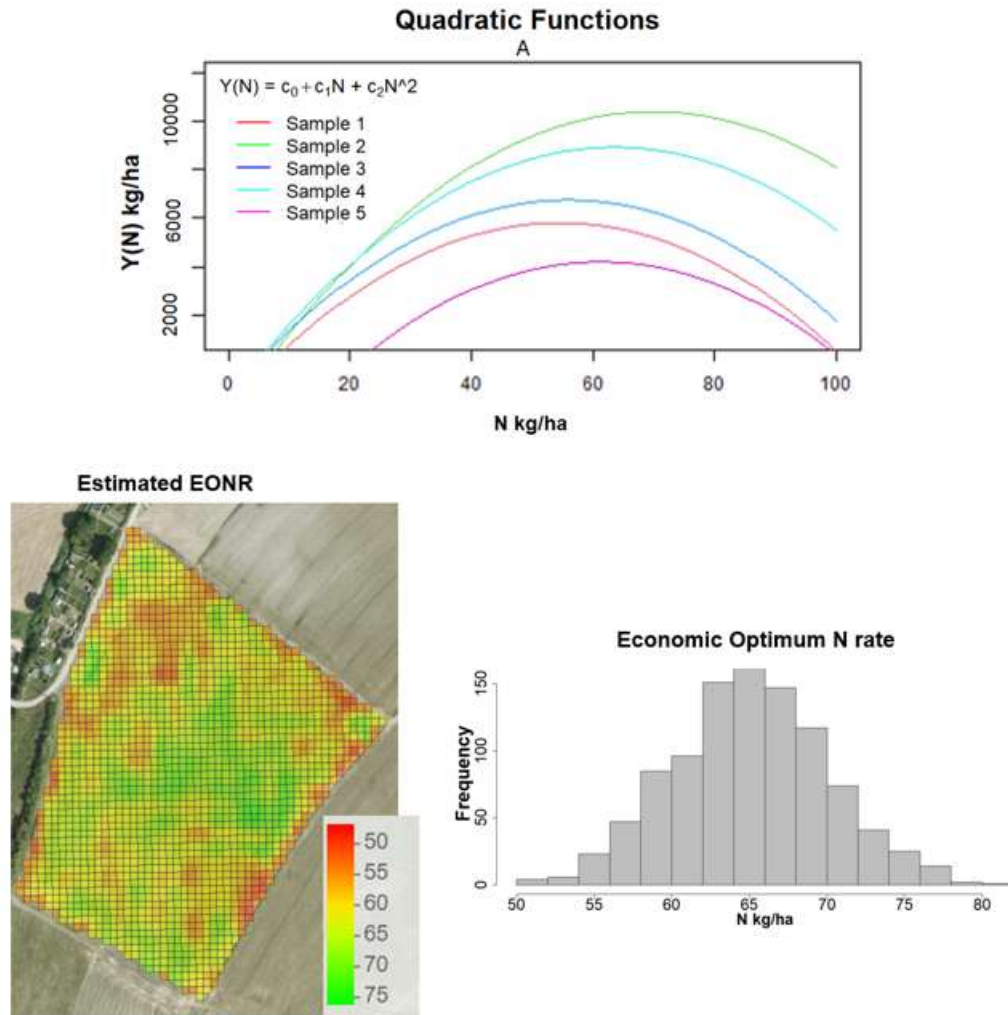 Quadratic Functions
A
Y(N) = c₀+c₁N + c₂N^2
Sample 1
Sample 2
Sample 3
Sample 4
Sample 5
Y(N) kg/ha
10000
6000
2000
0 20 40 60 80 100
N kg/ha
Estimated EONR
50
55
60
65
70
75
Economic Optimum N rate
Frequency
150
100
50
0
50 55 60 65 70 75 80
N kg/ha